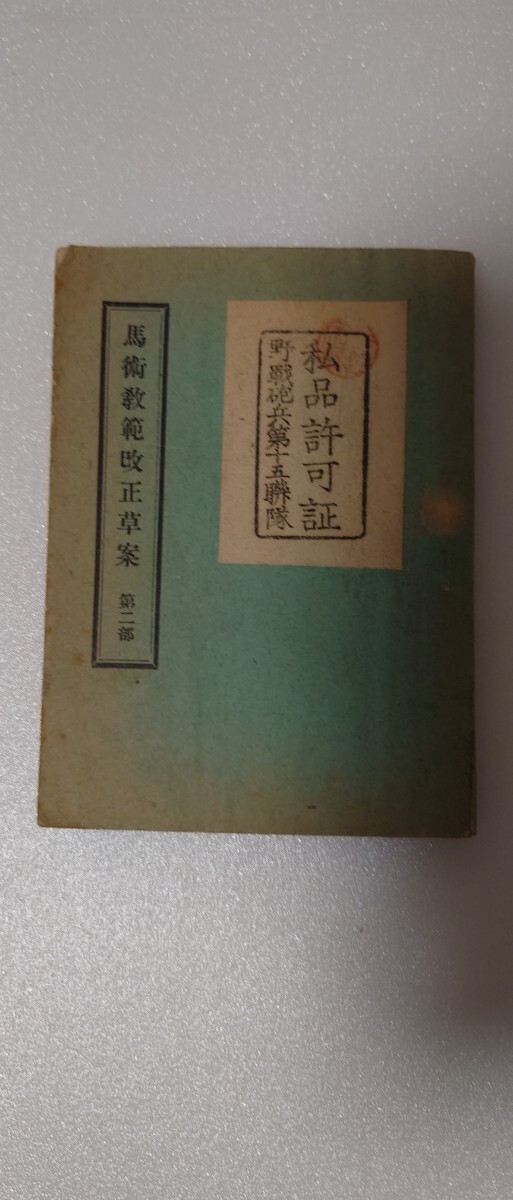 私品許可証
野戰砲兵第十五聯隊
馬術敎範改正草案 第二部